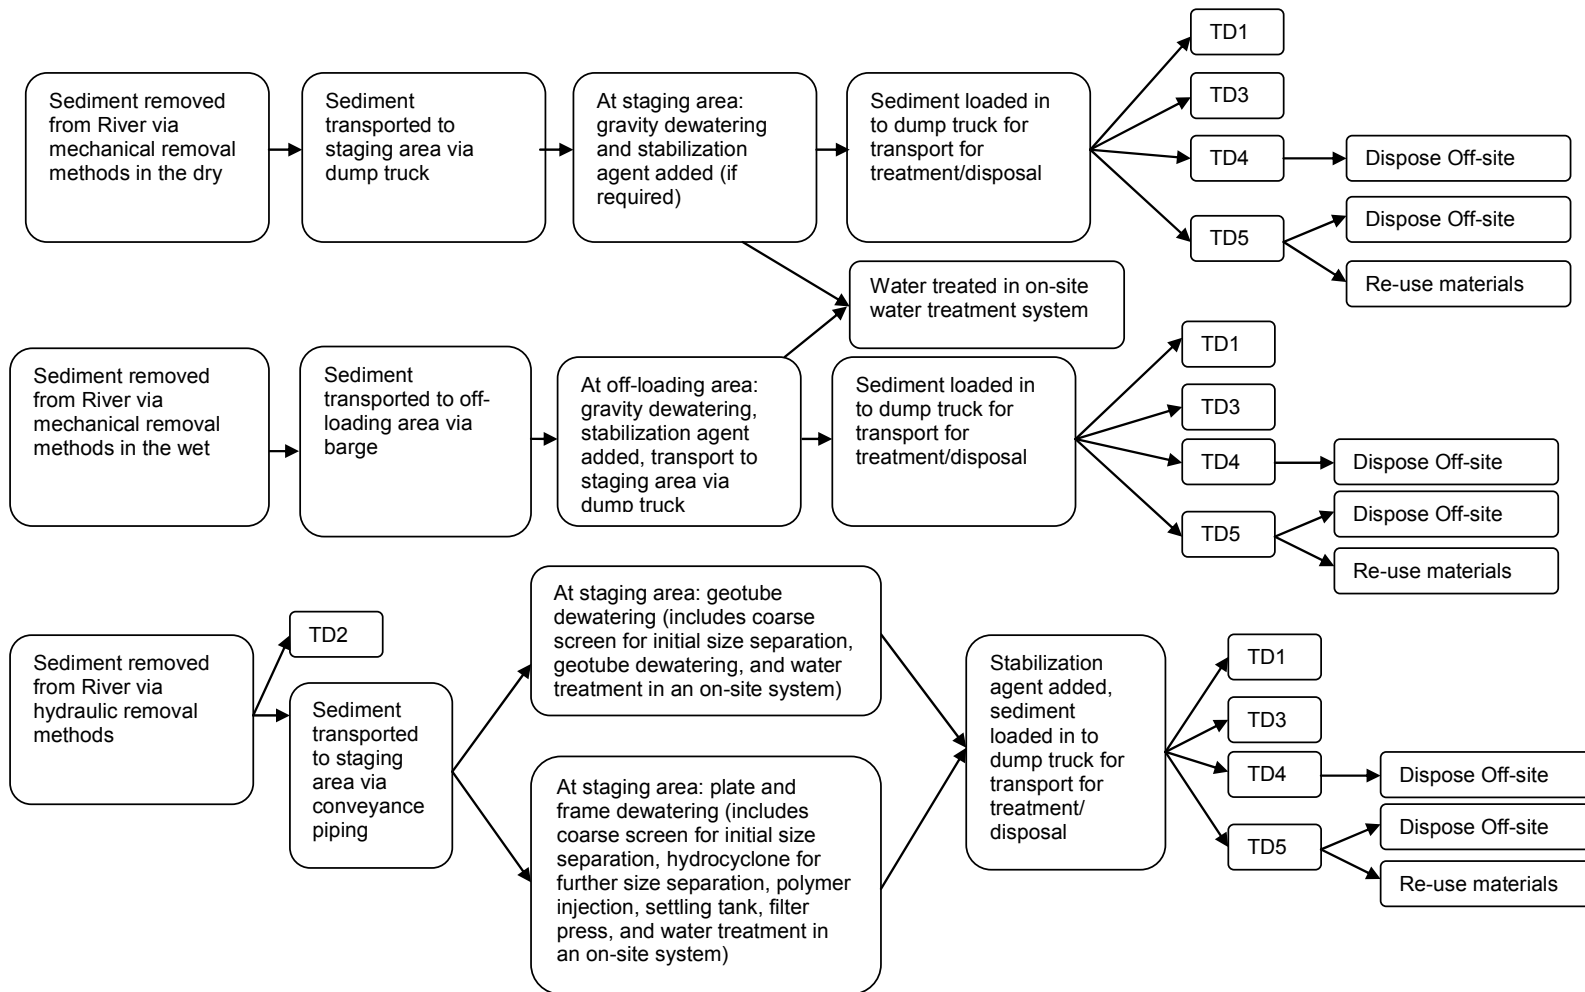 Sediment removed
from River via
mechanical removal
methods in the dry
Sediment
transported to
staging area via
dump truck
At staging area:
gravity dewatering
and stabilization
agent added (if
required)
Sediment loaded in
to dump truck for
transport for
treatment/disposal
TD1
TD3
TD4
Dispose Off-site
TD5
Dispose Off-site
Re-use materials
Water treated in on-site
water treatment system
Sediment removed
from River via
mechanical removal
methods in the wet
Sediment
transported to off-
loading area via
barge
At off-loading area:
gravity dewatering,
stabilization agent
added, transport to
staging area via
dump truck
Sediment loaded in
to dump truck for
transport for
treatment/disposal
TD1
TD3
TD4
Dispose Off-site
TD5
Dispose Off-site
Re-use materials
Sediment removed
from River via
hydraulic removal
methods
TD2
Sediment
transported
to staging
area via
conveyance
piping
At staging area: geotube
dewatering (includes coarse
screen for initial size separation,
geotube dewatering, and water
treatment in an on-site system)
At staging area: plate and
frame dewatering (includes
coarse screen for initial size
separation, hydrocyclone for
further size separation, polymer
injection, settling tank, filter
press, and water treatment in
an on-site system)
Stabilization
agent added,
sediment
loaded in to
dump truck for
transport for
treatment/
disposal
TD1
TD3
TD4
Dispose Off-site
TD5
Dispose Off-site
Re-use materials